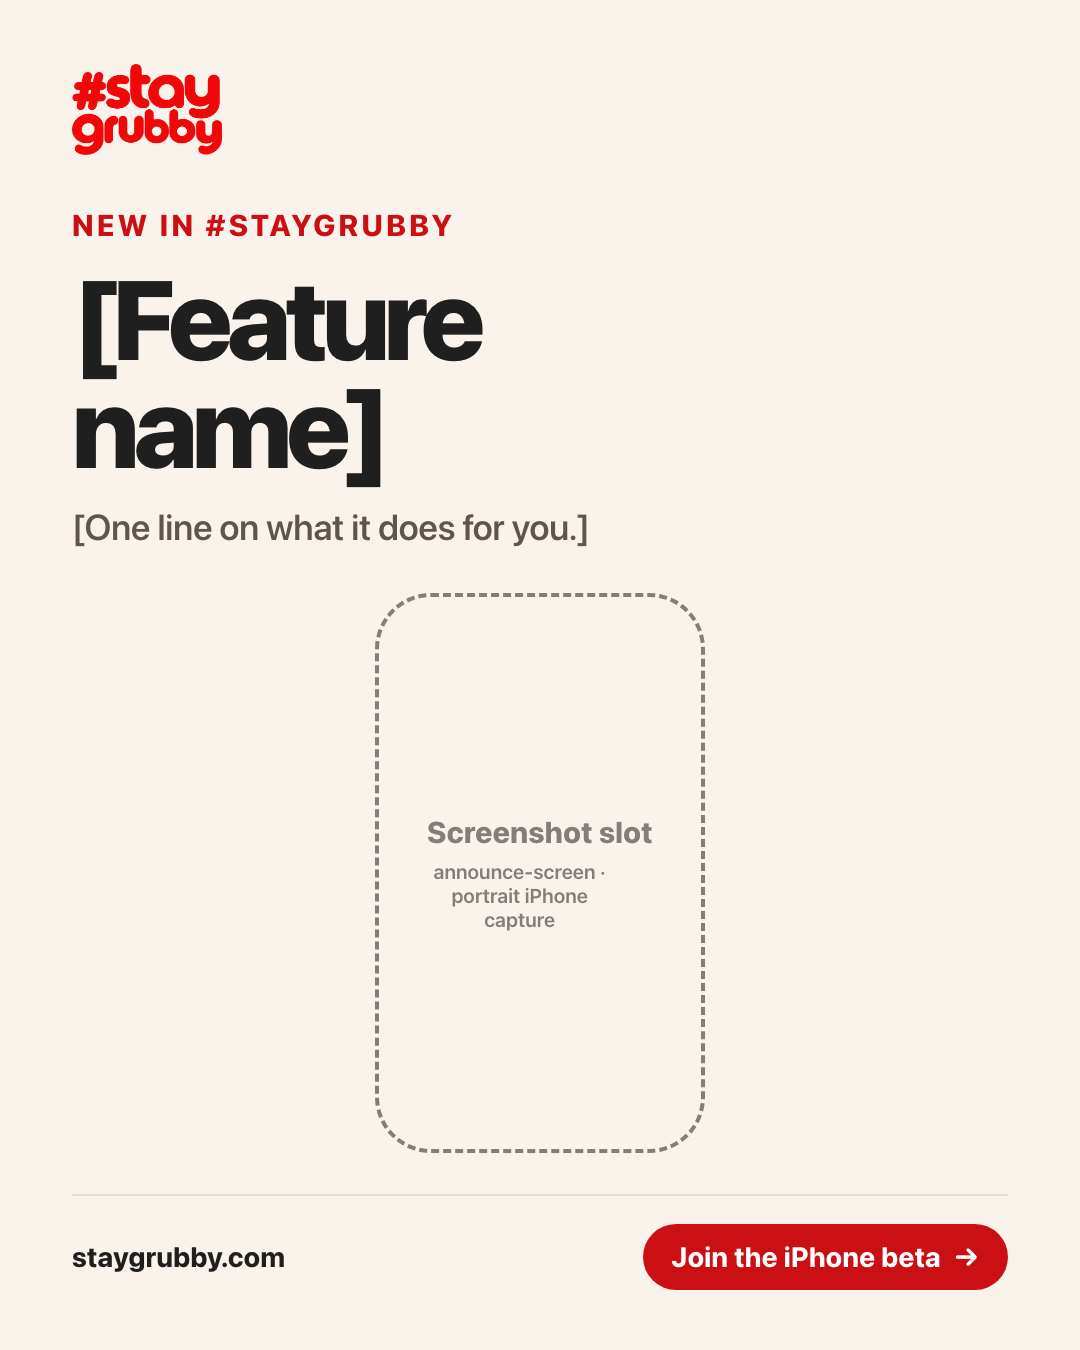 #stay
grubby
NEW IN #STAYGRUBBY
[Feature
name]
[One line on what it does for you.]
Screenshot slot
announce-screen ·
portrait iPhone
capture
staygrubby.com
Join the iPhone beta →